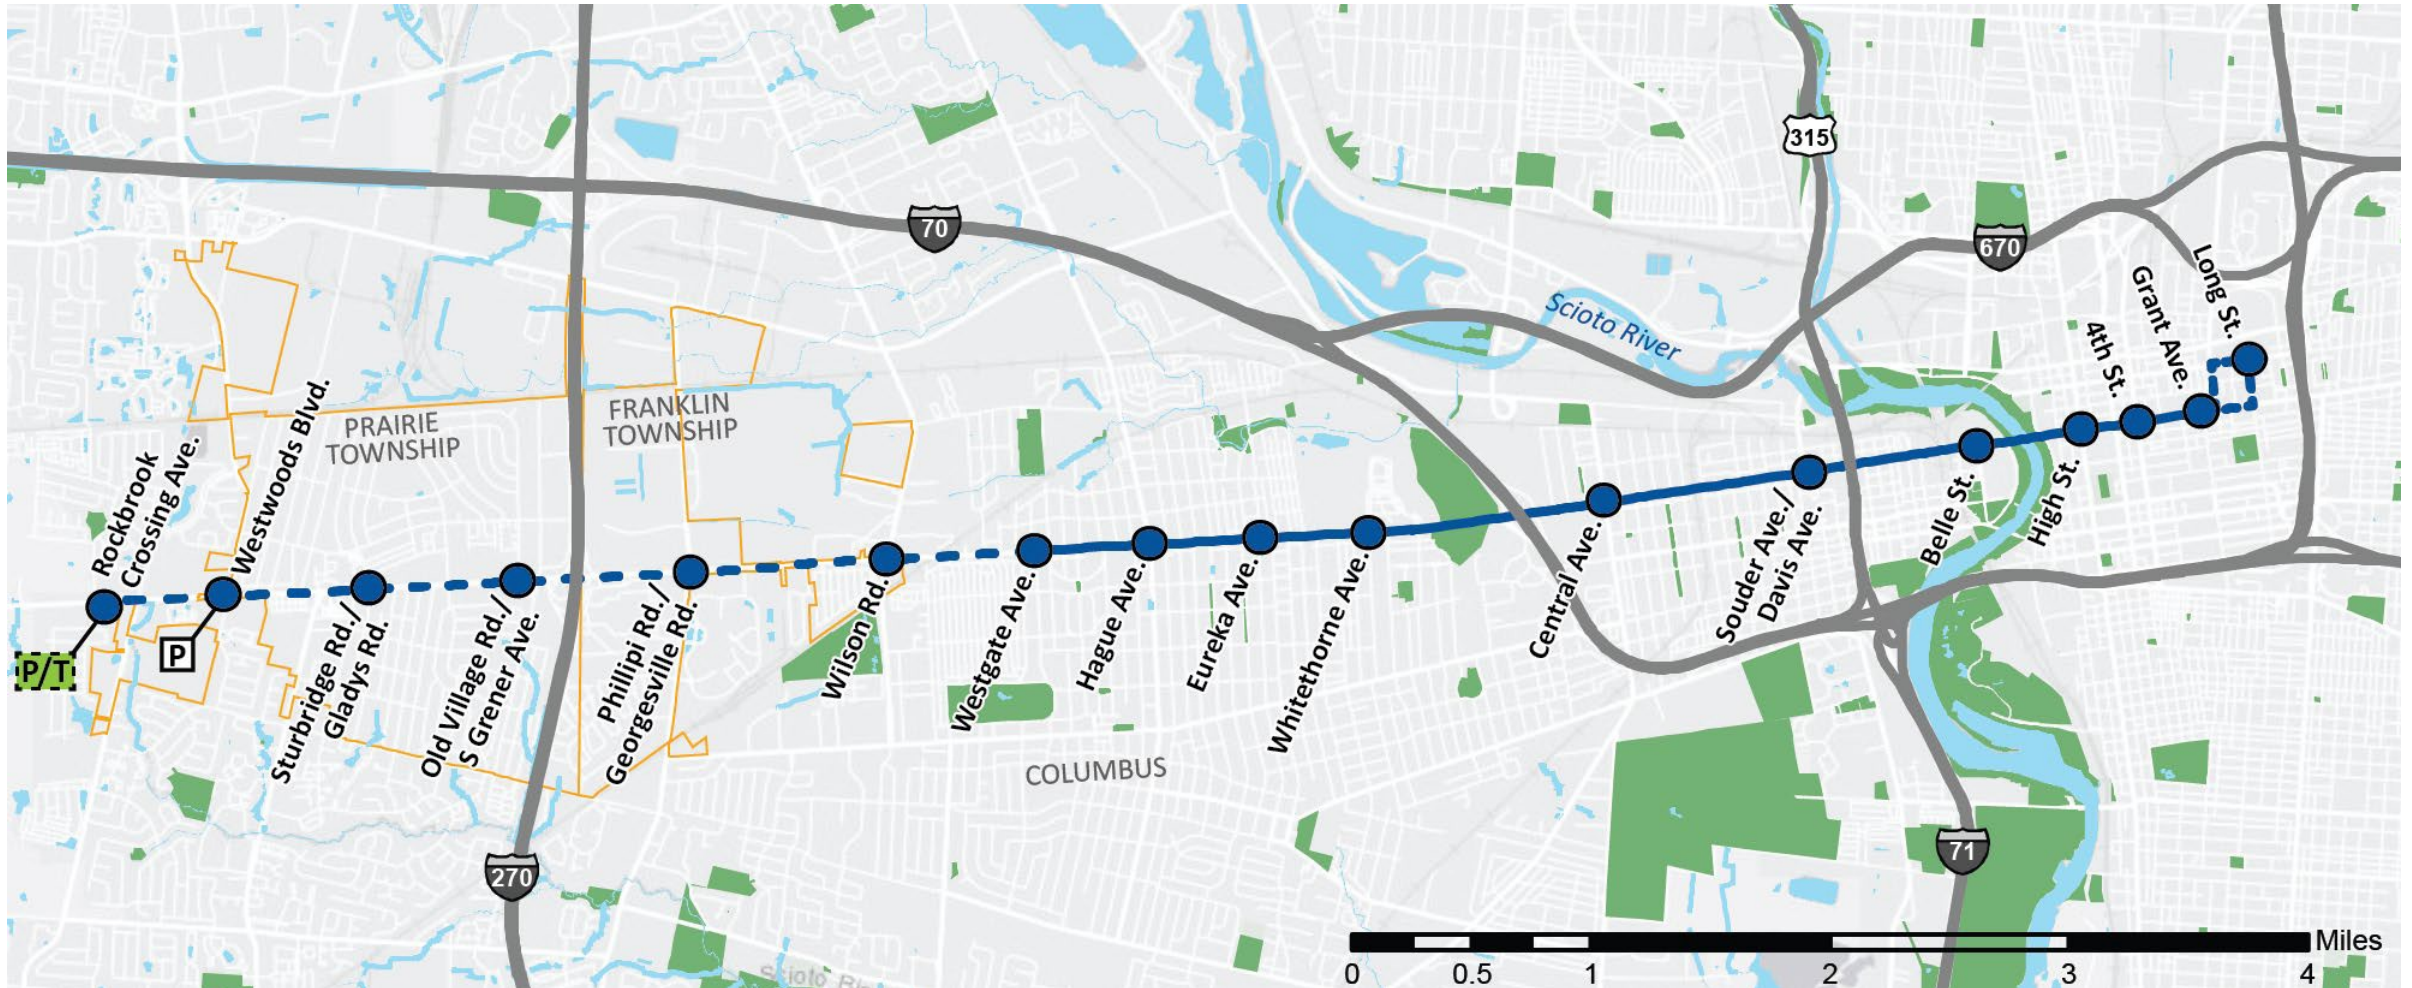 315
70
670
Scioto River
Long St.
Grant Ave.
4th St.
High St.
Belle St.
Souder Ave./
Davis Ave.
Central Ave.
Whitethorne Ave.
Eureka Ave.
Hague Ave.
Westgate Ave.
Wilson Rd.
Phillipi Rd./
Georgesville Rd.
Old Village Rd./
S Grener Ave.
Sturbridge Rd./
Gladys Rd.
Westwoods Blvd.
Rockbrook
Crossing Ave.
PRAIRIE
TOWNSHIP
FRANKLIN
TOWNSHIP
P/T
P
COLUMBUS
270
71
Miles
0 0.5 1 2 3 4
Scioto